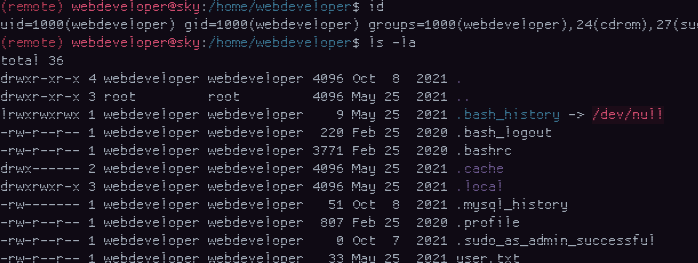 (remote) webdeveloper@sky:/home/webdeveloper$ id
uid=1000(webdeveloper) gid=1000(webdeveloper) groups=1000(webdeveloper),24(cdrom),27(su
(remote) webdeveloper@sky:/home/webdeveloper$ ls -la
total 36
drwxr-xr-x 4 webdeveloper webdeveloper 4096 Oct 8 2021 .
drwxr-xr-x 3 root root 4096 May 25 2021 ..
lrwxrwxrwx 1 webdeveloper webdeveloper 9 May 25 2021 .bash_history -> /dev/null
-rw-r--r-- 1 webdeveloper webdeveloper 220 Feb 25 2020 .bash_logout
-rw-r--r-- 1 webdeveloper webdeveloper 3771 Feb 25 2020 .bashrc
drwx------ 2 webdeveloper webdeveloper 4096 May 25 2021 .cache
drwxrwxr-x 3 webdeveloper webdeveloper 4096 May 25 2021 .local
-rw------- 1 webdeveloper webdeveloper 51 Oct 8 2021 .mysql_history
-rw-r--r-- 1 webdeveloper webdeveloper 807 Feb 25 2020 .profile
-rw-r--r-- 1 webdeveloper webdeveloper 0 Oct 7 2021 .sudo_as_admin_successful
-rw-r--r-- 1 webdeveloper webdeveloper 33 May 25 2021 user.txt